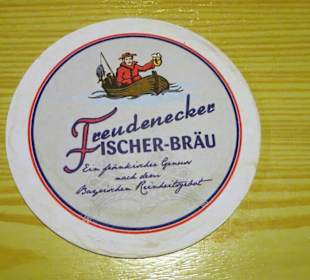 Freudenecker
FISCHER-BRÄU
Ein fränkischer Genuss
nach dem
Bayerischen Reinheitsgebot